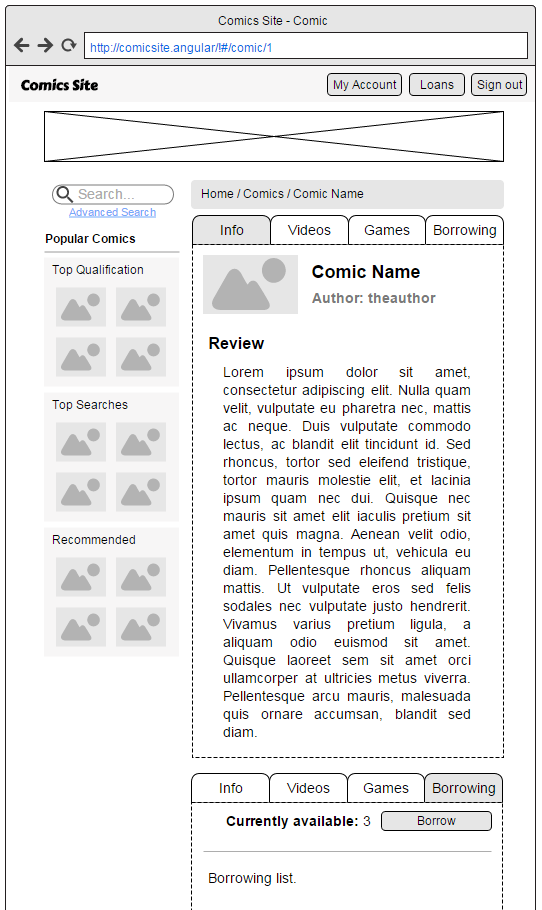 Comics Site - Comic
http://comicsite.angular/!#/comic/1
Comics Site
My Account
Loans
Sign out
Search...
Advanced Search
Popular Comics
Top Qualification
Top Searches
Recommended
Home / Comics / Comic Name
Info
Videos
Games
Borrowing
Comic Name
Author: theauthor
Review
Lorem ipsum dolor sit amet,
consectetur adipiscing elit. Nulla quam
velit, vulputate eu pharetra nec, mattis
ac neque. Duis vulputate commodo
lectus, ac blandit elit tincidunt id. Sed
rhoncus, tortor sed eleifend tristique,
tortor mauris molestie elit, et lacinia
ipsum quam nec dui. Quisque nec
mauris sit amet elit iaculis pretium sit
amet quis magna. Aenean velit odio,
elementum in tempus ut, vehicula eu
diam. Pellentesque rhoncus aliquam
mattis. Ut vulputate eros sed felis
sodales nec vulputate justo hendrerit.
Vivamus varius pretium ligula, a
aliquam odio euismod sit amet.
Quisque laoreet sem sit amet orci
ullamcorper at ultricies metus viverra.
Pellentesque arcu mauris, malesuada
quis ornare accumsan, blandit sed
diam.
Info
Videos
Games
Borrowing
Currently available: 3
Borrow
Borrowing list.